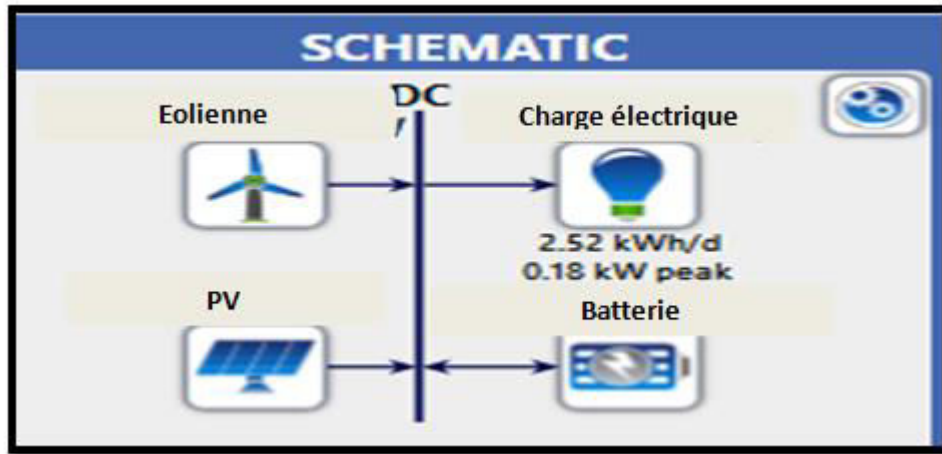 SCHEMATIC
DC
Eolienne
Charge électrique
2.52 kWh/d
0.18 kW peak
PV
Batterie